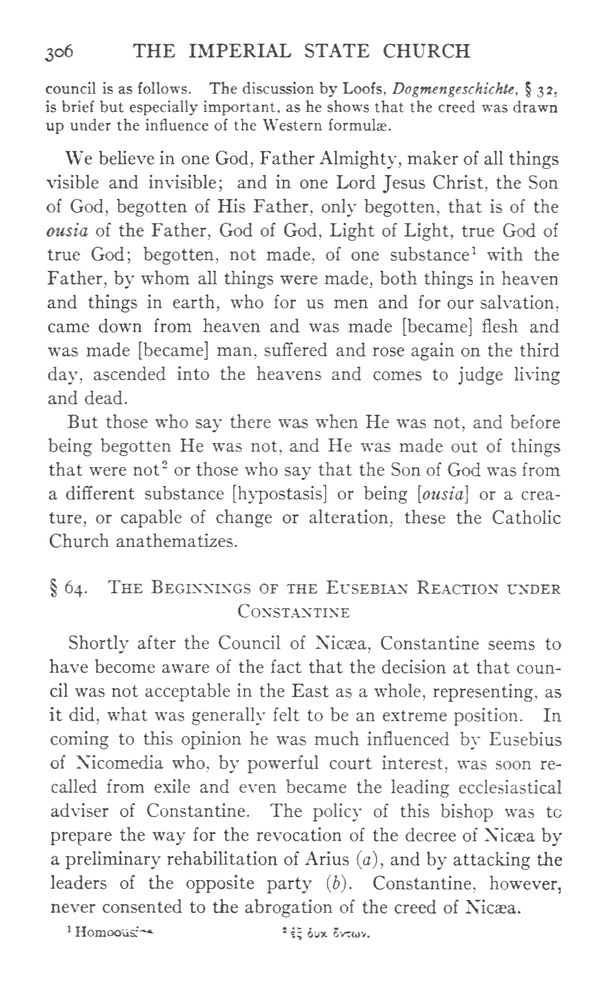 306 THE IMPERIAL STATE CHURCH
council is as follows. The discussion by Loofs, Dogmengeschichte, § 32,
is brief but especially important, as he shows that the creed was drawn
up under the influence of the Western formulæ.
We believe in one God, Father Almighty, maker of all things
visible and invisible; and in one Lord Jesus Christ, the Son
of God, begotten of His Father, only begotten, that is of the
ousia of the Father, God of God, Light of Light, true God of
true God; begotten, not made, of one substance¹ with the
Father, by whom all things were made, both things in heaven
and things in earth, who for us men and for our salvation,
came down from heaven and was made [became] flesh and
was made [became] man, suffered and rose again on the third
day, ascended into the heavens and comes to judge living
and dead.
But those who say there was when He was not, and before
being begotten He was not, and He was made out of things
that were not² or those who say that the Son of God was from
a different substance [hypostasis] or being [ousia] or a crea-
ture, or capable of change or alteration, these the Catholic
Church anathematizes.
§ 64. THE BEGINNINGS OF THE EUSEBIAN REACTION UNDER
CONSTANTINE
Shortly after the Council of Nicæa, Constantine seems to
have become aware of the fact that the decision at that coun-
cil was not acceptable in the East as a whole, representing, as
it did, what was generally felt to be an extreme position. In
coming to this opinion he was much influenced by Eusebius
of Nicomedia who, by powerful court interest, was soon re-
called from exile and even became the leading ecclesiastical
adviser of Constantine. The policy of this bishop was to
prepare the way for the revocation of the decree of Nicæa by
a preliminary rehabilitation of Arius (a), and by attacking the
leaders of the opposite party (b). Constantine, however,
never consented to the abrogation of the creed of Nicæa.
¹ ² ἐξ οὐκ ὄντων.